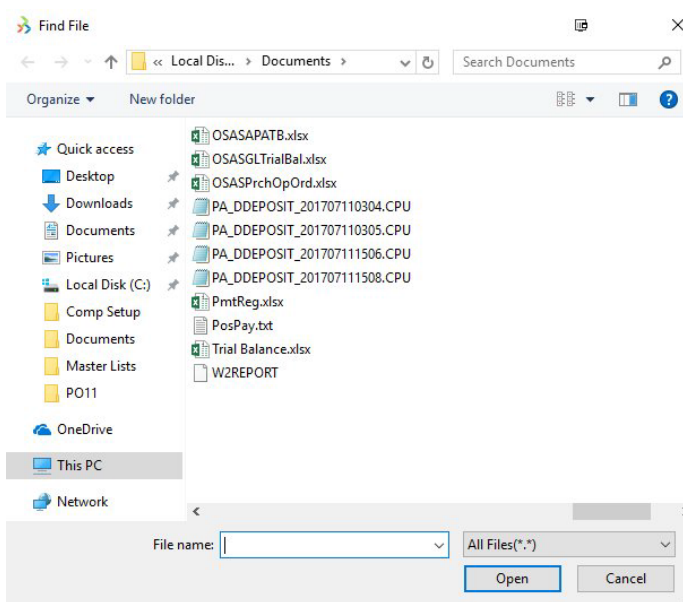 Find File
« Local Dis... › Documents ›
Search Documents
Organize
New folder
Quick access
Desktop
Downloads
Documents
Pictures
Local Disk (C:)
Comp Setup
Documents
Master Lists
PO11
OneDrive
This PC
Network
OSASAPATB.xlsx
OSASGLTrialBal.xlsx
OSASPrchOpOrd.xlsx
PA_DDEPOSIT_201707110304.CPU
PA_DDEPOSIT_201707110305.CPU
PA_DDEPOSIT_201707111506.CPU
PA_DDEPOSIT_201707111508.CPU
PmtReg.xlsx
PosPay.txt
Trial Balance.xlsx
W2REPORT
File name:
All Files(*.*)
Open
Cancel